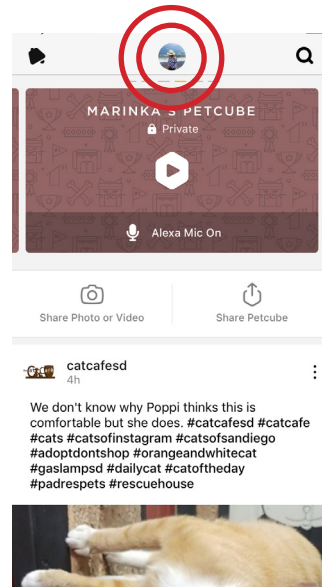 MARINKA'S PETCUBE
Private
Alexa Mic On
Share Photo or Video
Share Petcube
catcafesd
4h
We don't know why Poppi thinks this is
comfortable but she does. #catcafesd #catcafe
#cats #catsofinstagram #catsofsandiego
#adoptdontshop #orangeandwhitecat
#gaslampsd #dailycat #catoftheday
#padrespets #rescuehouse